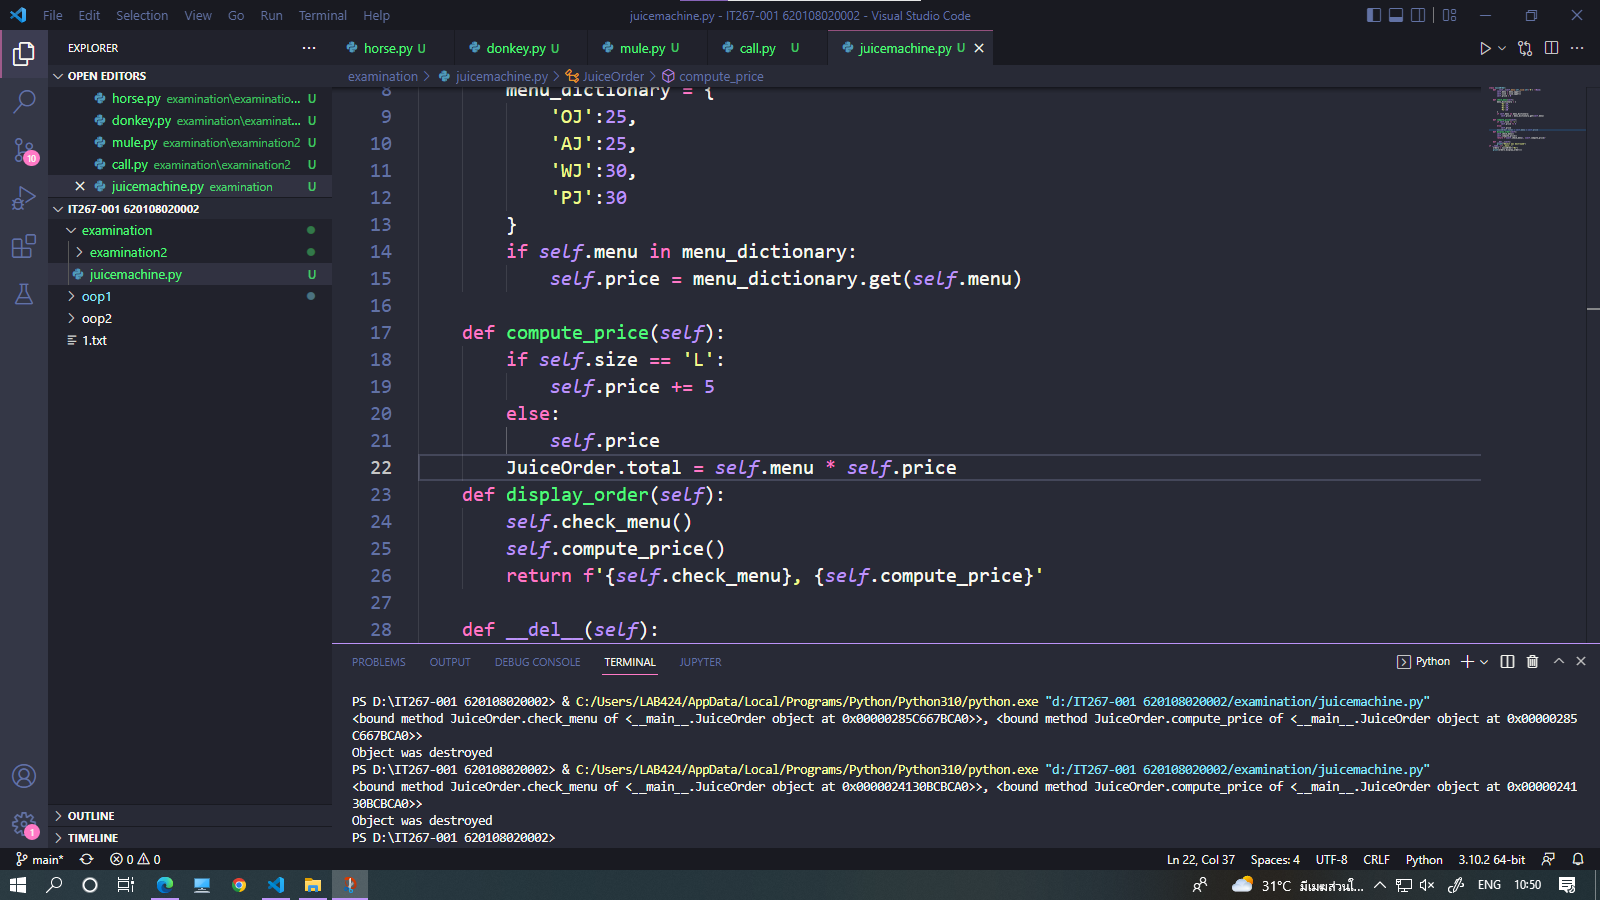 File Edit Selection View Go Run Terminal Help juicemachine.py - IT267-001 620108020002 - Visual Studio Code
EXPLORER
horse.py U donkey.py U mule.py U call.py U juicemachine.py U
OPEN EDITORS
horse.py examination\examinatio... U
donkey.py examination\examinat... U
mule.py examination\examination2 U
call.py examination\examination2 U
juicemachine.py examination U
IT267-001 620108020002
examination
examination2
juicemachine.py U
oop1
oop2
1.txt
OUTLINE
TIMELINE
10
1
examination > juicemachine.py > JuiceOrder > compute_price
8 menu_dictionary = {
9 'OJ':25,
10 'AJ':25,
11 'WJ':30,
12 'PJ':30
13 }
14 if self.menu in menu_dictionary:
15 self.price = menu_dictionary.get(self.menu)
16
17 def compute_price(self):
18 if self.size == 'L':
19 self.price += 5
20 else:
21 self.price
22 JuiceOrder.total = self.menu * self.price
23 def display_order(self):
24 self.check_menu()
25 self.compute_price()
26 return f'{self.check_menu}, {self.compute_price}'
27
28 def __del__(self):
PROBLEMS OUTPUT DEBUG CONSOLE TERMINAL JUPYTER Python
PS D:\IT267-001 620108020002> & C:/Users/LAB424/AppData/Local/Programs/Python/Python310/python.exe "d:/IT267-001 620108020002/examination/juicemachine.py"
<bound method JuiceOrder.check_menu of <__main__.JuiceOrder object at 0x00000285C667BCA0>>, <bound method JuiceOrder.compute_price of <__main__.JuiceOrder object at 0x00000285
C667BCA0>>
Object was destroyed
PS D:\IT267-001 620108020002> & C:/Users/LAB424/AppData/Local/Programs/Python/Python310/python.exe "d:/IT267-001 620108020002/examination/juicemachine.py"
<bound method JuiceOrder.check_menu of <__main__.JuiceOrder object at 0x0000024130BCBCA0>>, <bound method JuiceOrder.compute_price of <__main__.JuiceOrder object at 0x00000241
30BCBCA0>>
Object was destroyed
PS D:\IT267-001 620108020002>
main* 0 0 Ln 22, Col 37 Spaces: 4 UTF-8 CRLF Python 3.10.2 64-bit
31°C มีเมฆส่วนใ... ENG 10:50